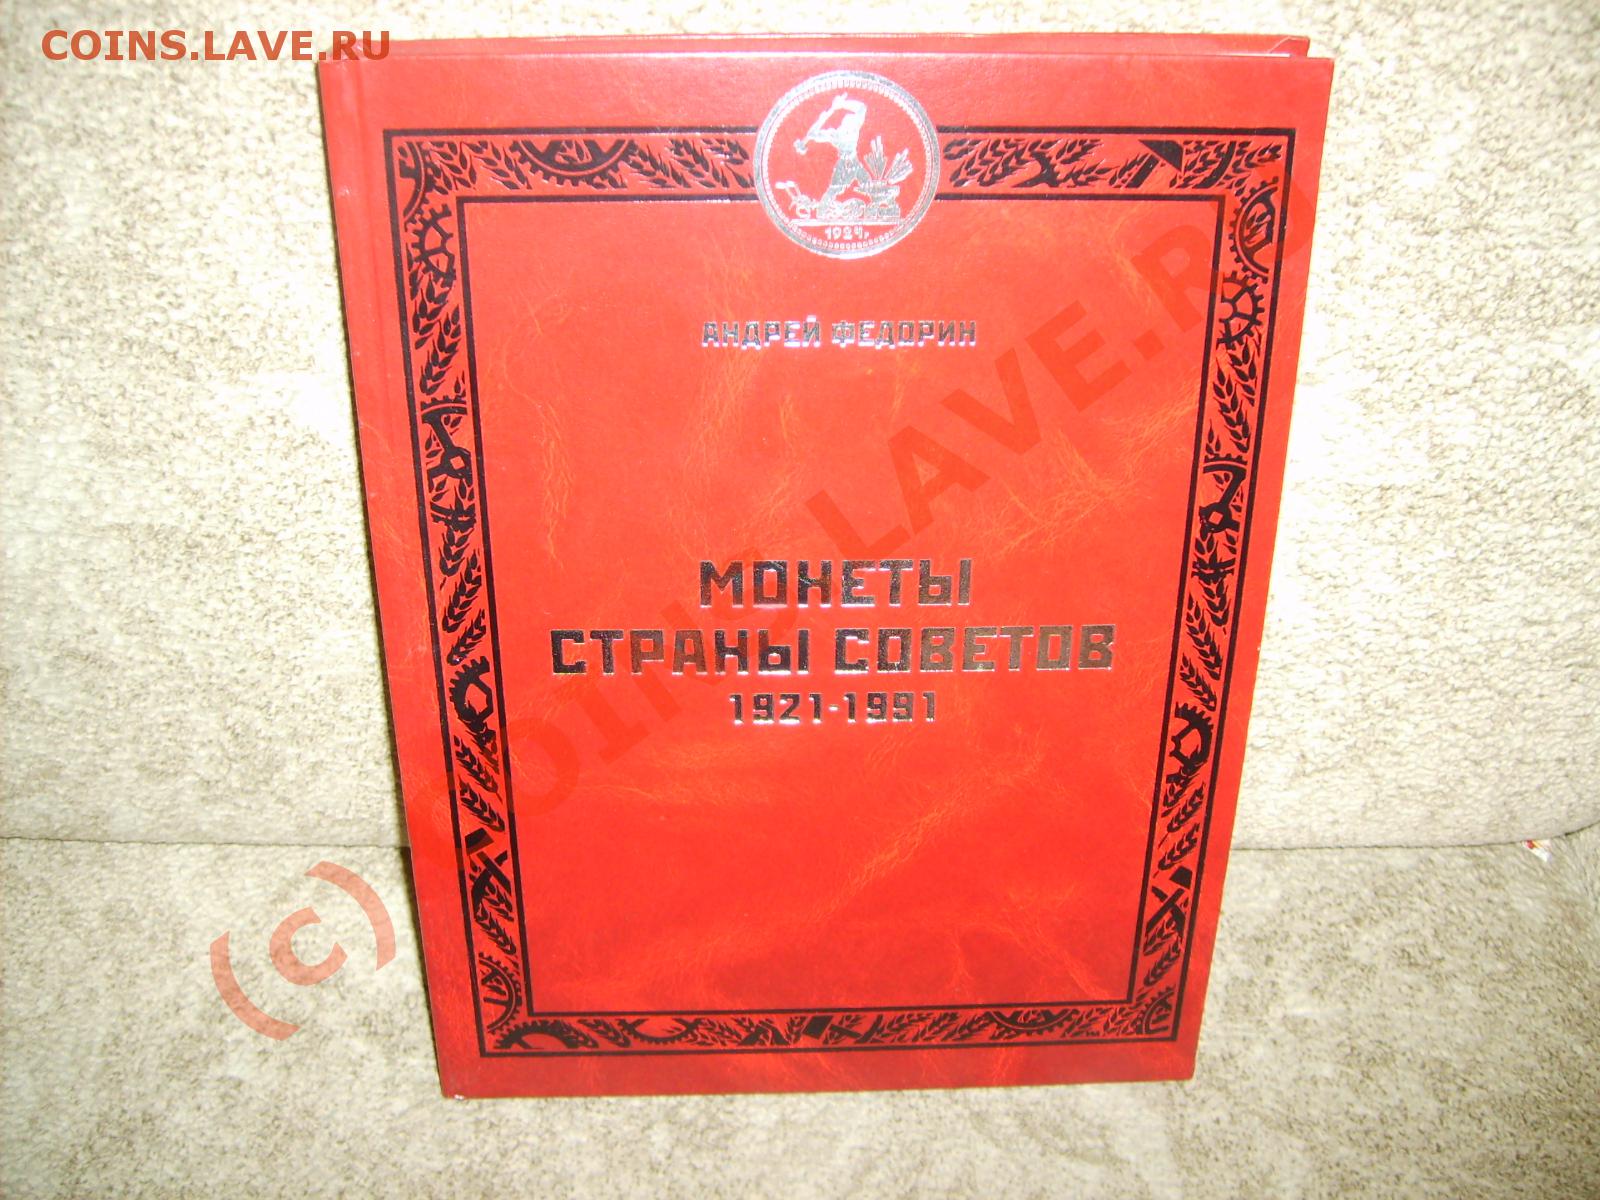 COINS.LAVE.RU
1924г.
АНДРЕЙ ФЕДОРИН
МОНЕТЫ
СТРАНЫ СОВЕТОВ
1921-1991
(c) COINS.LAVE.RU